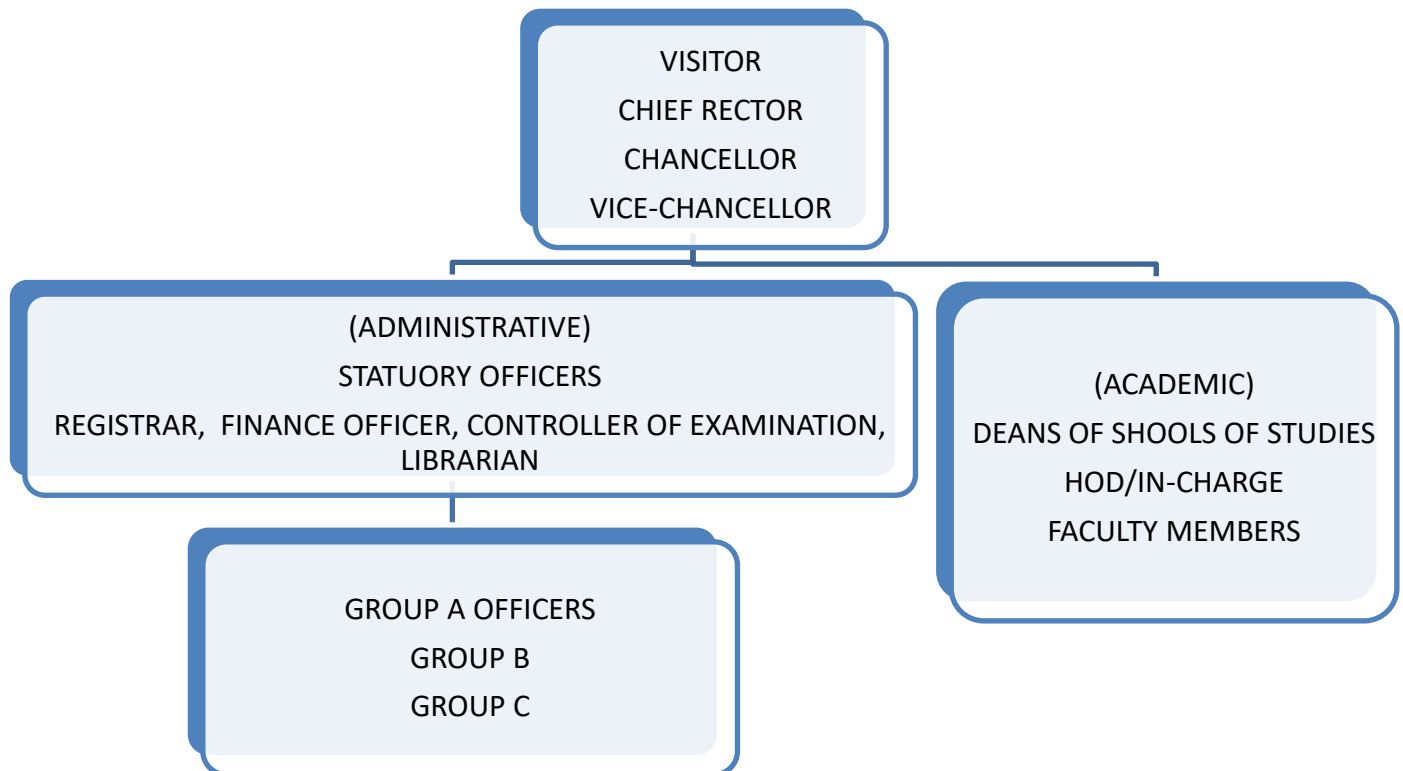 VISITOR
CHIEF RECTOR
CHANCELLOR
VICE-CHANCELLOR
(ADMINISTRATIVE)
STATUORY OFFICERS
REGISTRAR, FINANCE OFFICER, CONTROLLER OF EXAMINATION,
LIBRARIAN
(ACADEMIC)
DEANS OF SHOOLS OF STUDIES
HOD/IN-CHARGE
FACULTY MEMBERS
GROUP A OFFICERS
GROUP B
GROUP C